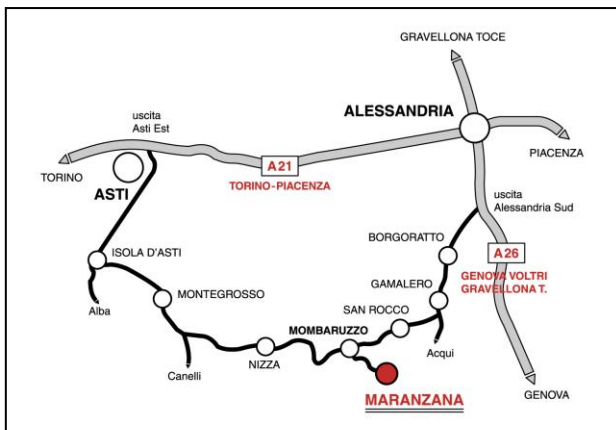 GRAVELLONA TOCE
uscita
Asti Est
ALESSANDRIA
TORINO
A21
TORINO-PIACENZA
PIACENZA
ASTI
uscita
Alessandria Sud
BORGORATTO
A26
ISOLA D'ASTI
GENOVA VOLTRI
GRAVELLONA T.
GAMALERO
MONTEGROSSO
Alba
SAN ROCCO
MOMBARUZZO
Acqui
NIZZA
Canelli
MARANZANA
GENOVA